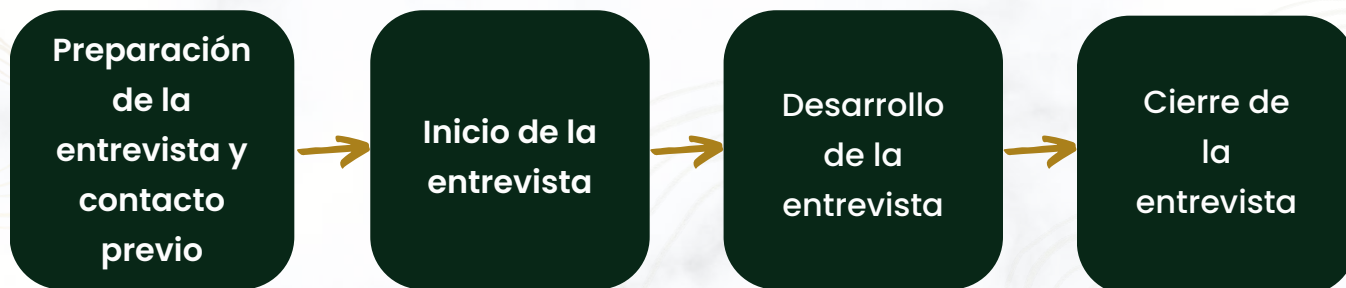 Preparación
de la
entrevista y
contacto
previo
Inicio de la
entrevista
Desarrollo
de la
entrevista
Cierre de
la
entrevista